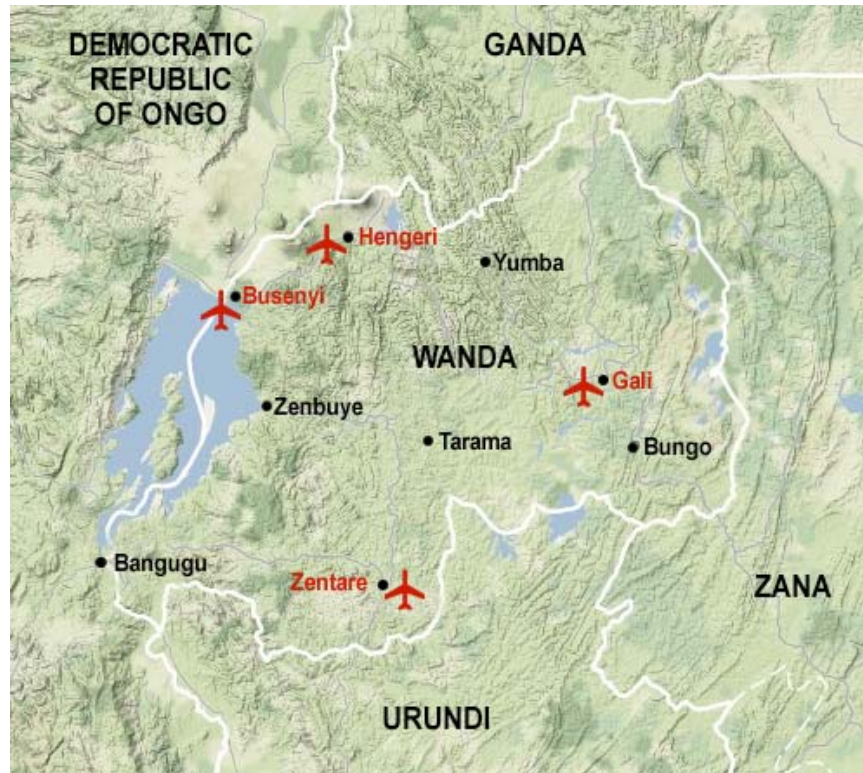 DEMOCRATIC
REPUBLIC
OF ONGO
GANDA
Hengeri
Yumba
Busenyi
WANDA
Gali
Zenbuye
Tarama
Bungo
Bangugu
Zentare
ZANA
URUNDI